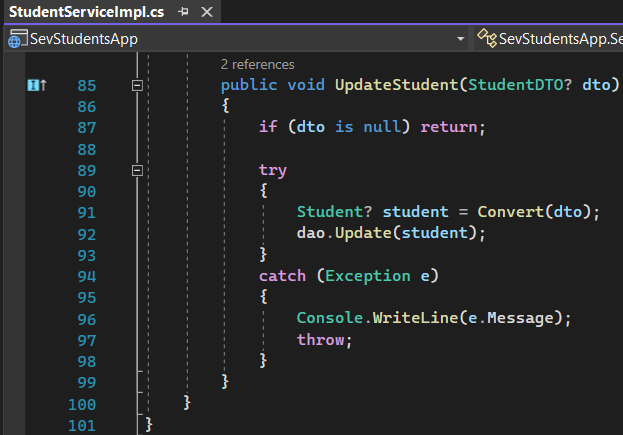 StudentServiceImpl.cs
SevStudentsApp SevStudentsApp.Se
2 references
85 public void UpdateStudent(StudentDTO? dto)
86 {
87 if (dto is null) return;
88
89 try
90 {
91 Student? student = Convert(dto);
92 dao.Update(student);
93 }
94 catch (Exception e)
95 {
96 Console.WriteLine(e.Message);
97 throw;
98 }
99 }
100 }
101 }